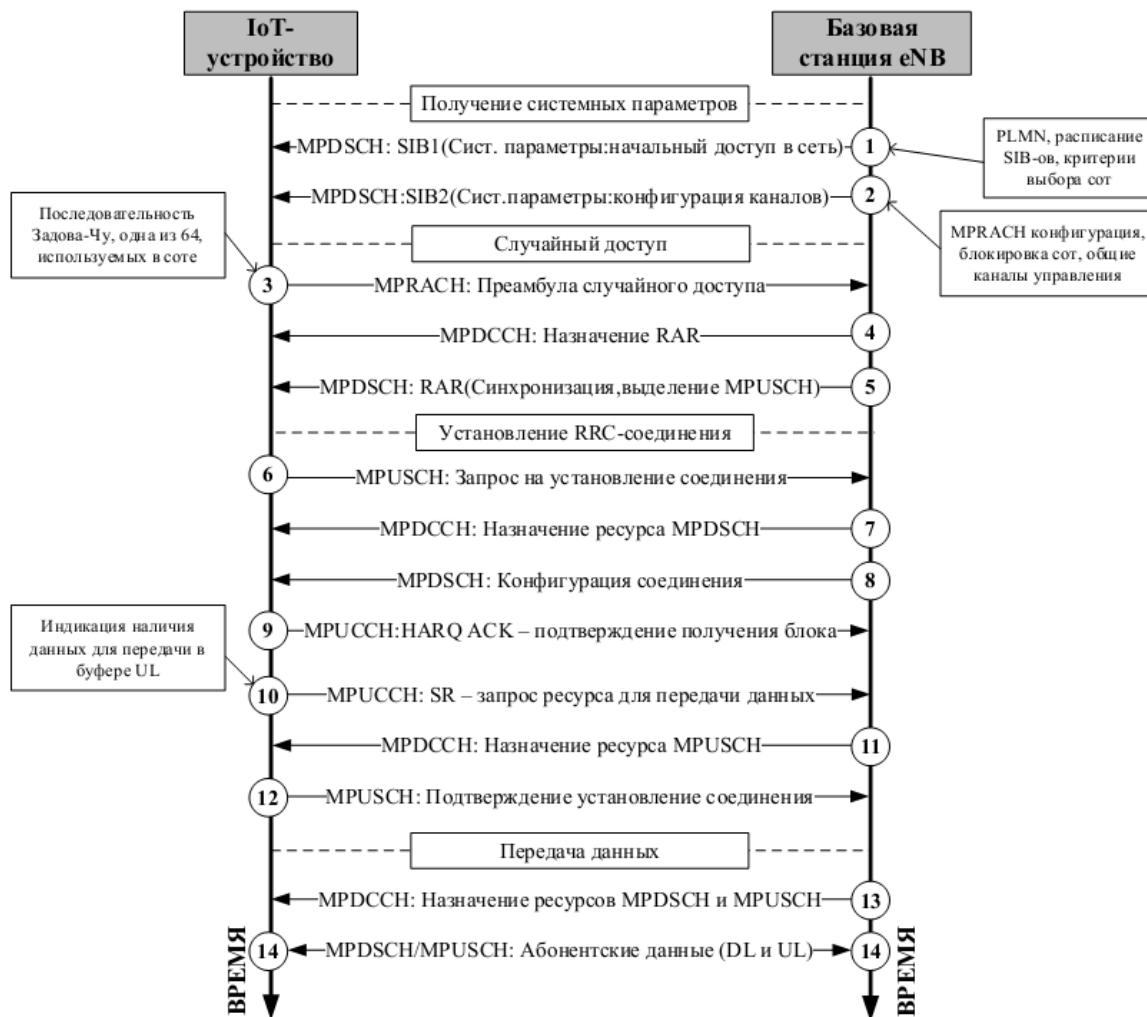 IoT-
устройство
Базовая
станция eNB
Получение системных параметров
MPDSCH: SIB1(Сист. параметры:начальный доступ в сеть)
1
PLMN, расписание
SIB-ов, критерии
выбора сот
MPDSCH:SIB2(Сист.параметры:конфигурация каналов)
2
MPRACH конфигурация,
блокировка сот, общие
каналы управления
Последовательность
Задова-Чу, одна из 64,
используемых в соте
Случайный доступ
3
MPRACH: Преамбула случайного доступа
MPDCCH: Назначение RAR
4
MPDSCH: RAR(Синхронизация,выделение MPUSCH)
5
Установление RRC-соединения
6
MPUSCH: Запрос на установление соединения
MPDCCH: Назначение ресурса MPDSCH
7
MPDSCH: Конфигурация соединения
8
Индикация наличия
данных для передачи в
буфере UL
9
MPUCCH:HARQ ACK – подтверждение получения блока
10
MPUCCH: SR – запрос ресурса для передачи данных
MPDCCH: Назначение ресурса MPUSCH
11
12
MPUSCH: Подтверждение установление соединения
Передача данных
MPDCCH: Назначение ресурсов MPDSCH и MPUSCH
13
14
MPDSCH/MPUSCH: Абонентские данные (DL и UL)
14
ВРЕМЯ
ВРЕМЯ